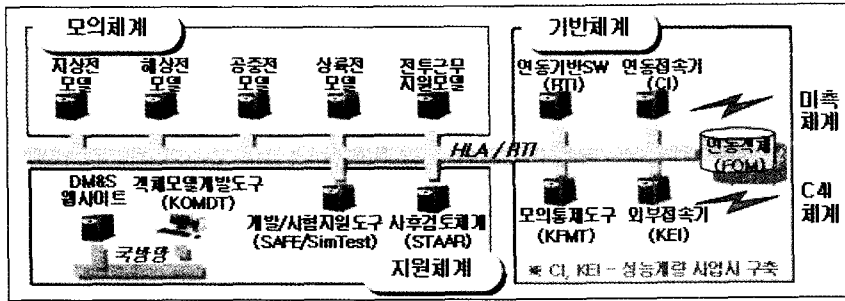 모의체계
기반체계
지상전
모델
해상전
모델
공중전
모델
상륙전
모델
전투근무
지원모델
연동기반SW
(RTI)
연동접속기
(CI)
미측
체계
HLA / RTI
연동객체
(FOM)
DM&S
웹사이트
객체모델개발도구
(KOMDT)
개발/시험지원도구
(SAFE/SimTest)
사후검토체계
(STAAR)
모의통제도구
(KFMT)
외부접속기
(KEI)
C4I
체계
국방망
지원체계
※ CI, KEI - 성능개량 사업시 구축